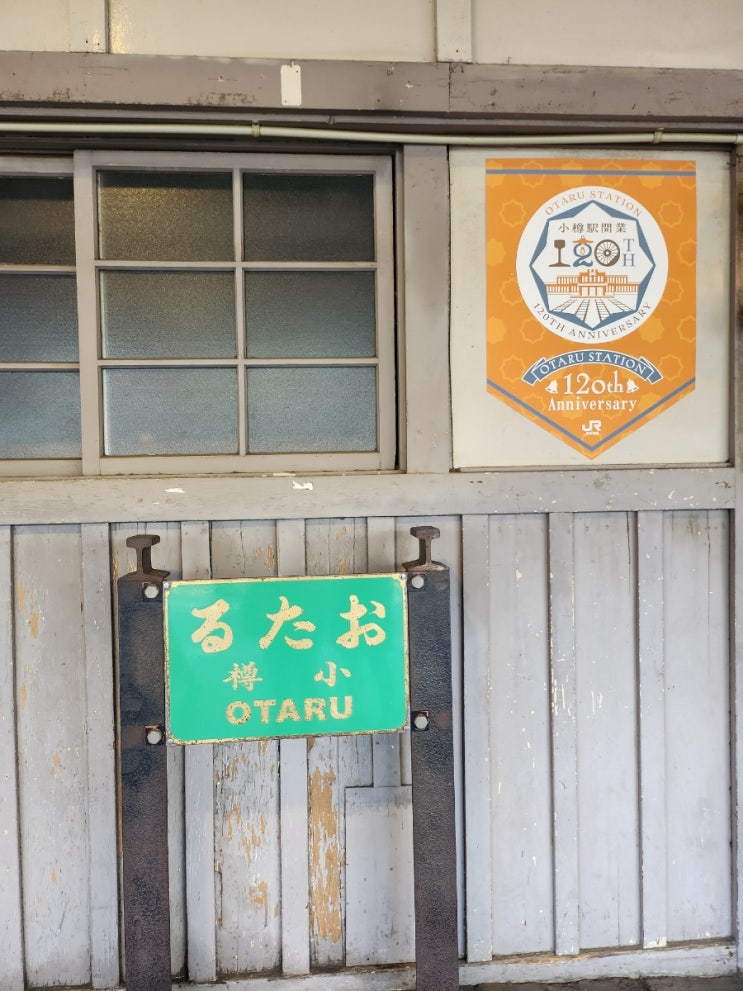 OTARU STATION
小樽駅開業
120TH
120TH ANNIVERSARY
OTARU STATION
120th
Anniversary
JR
おたる
小樽
OTARU